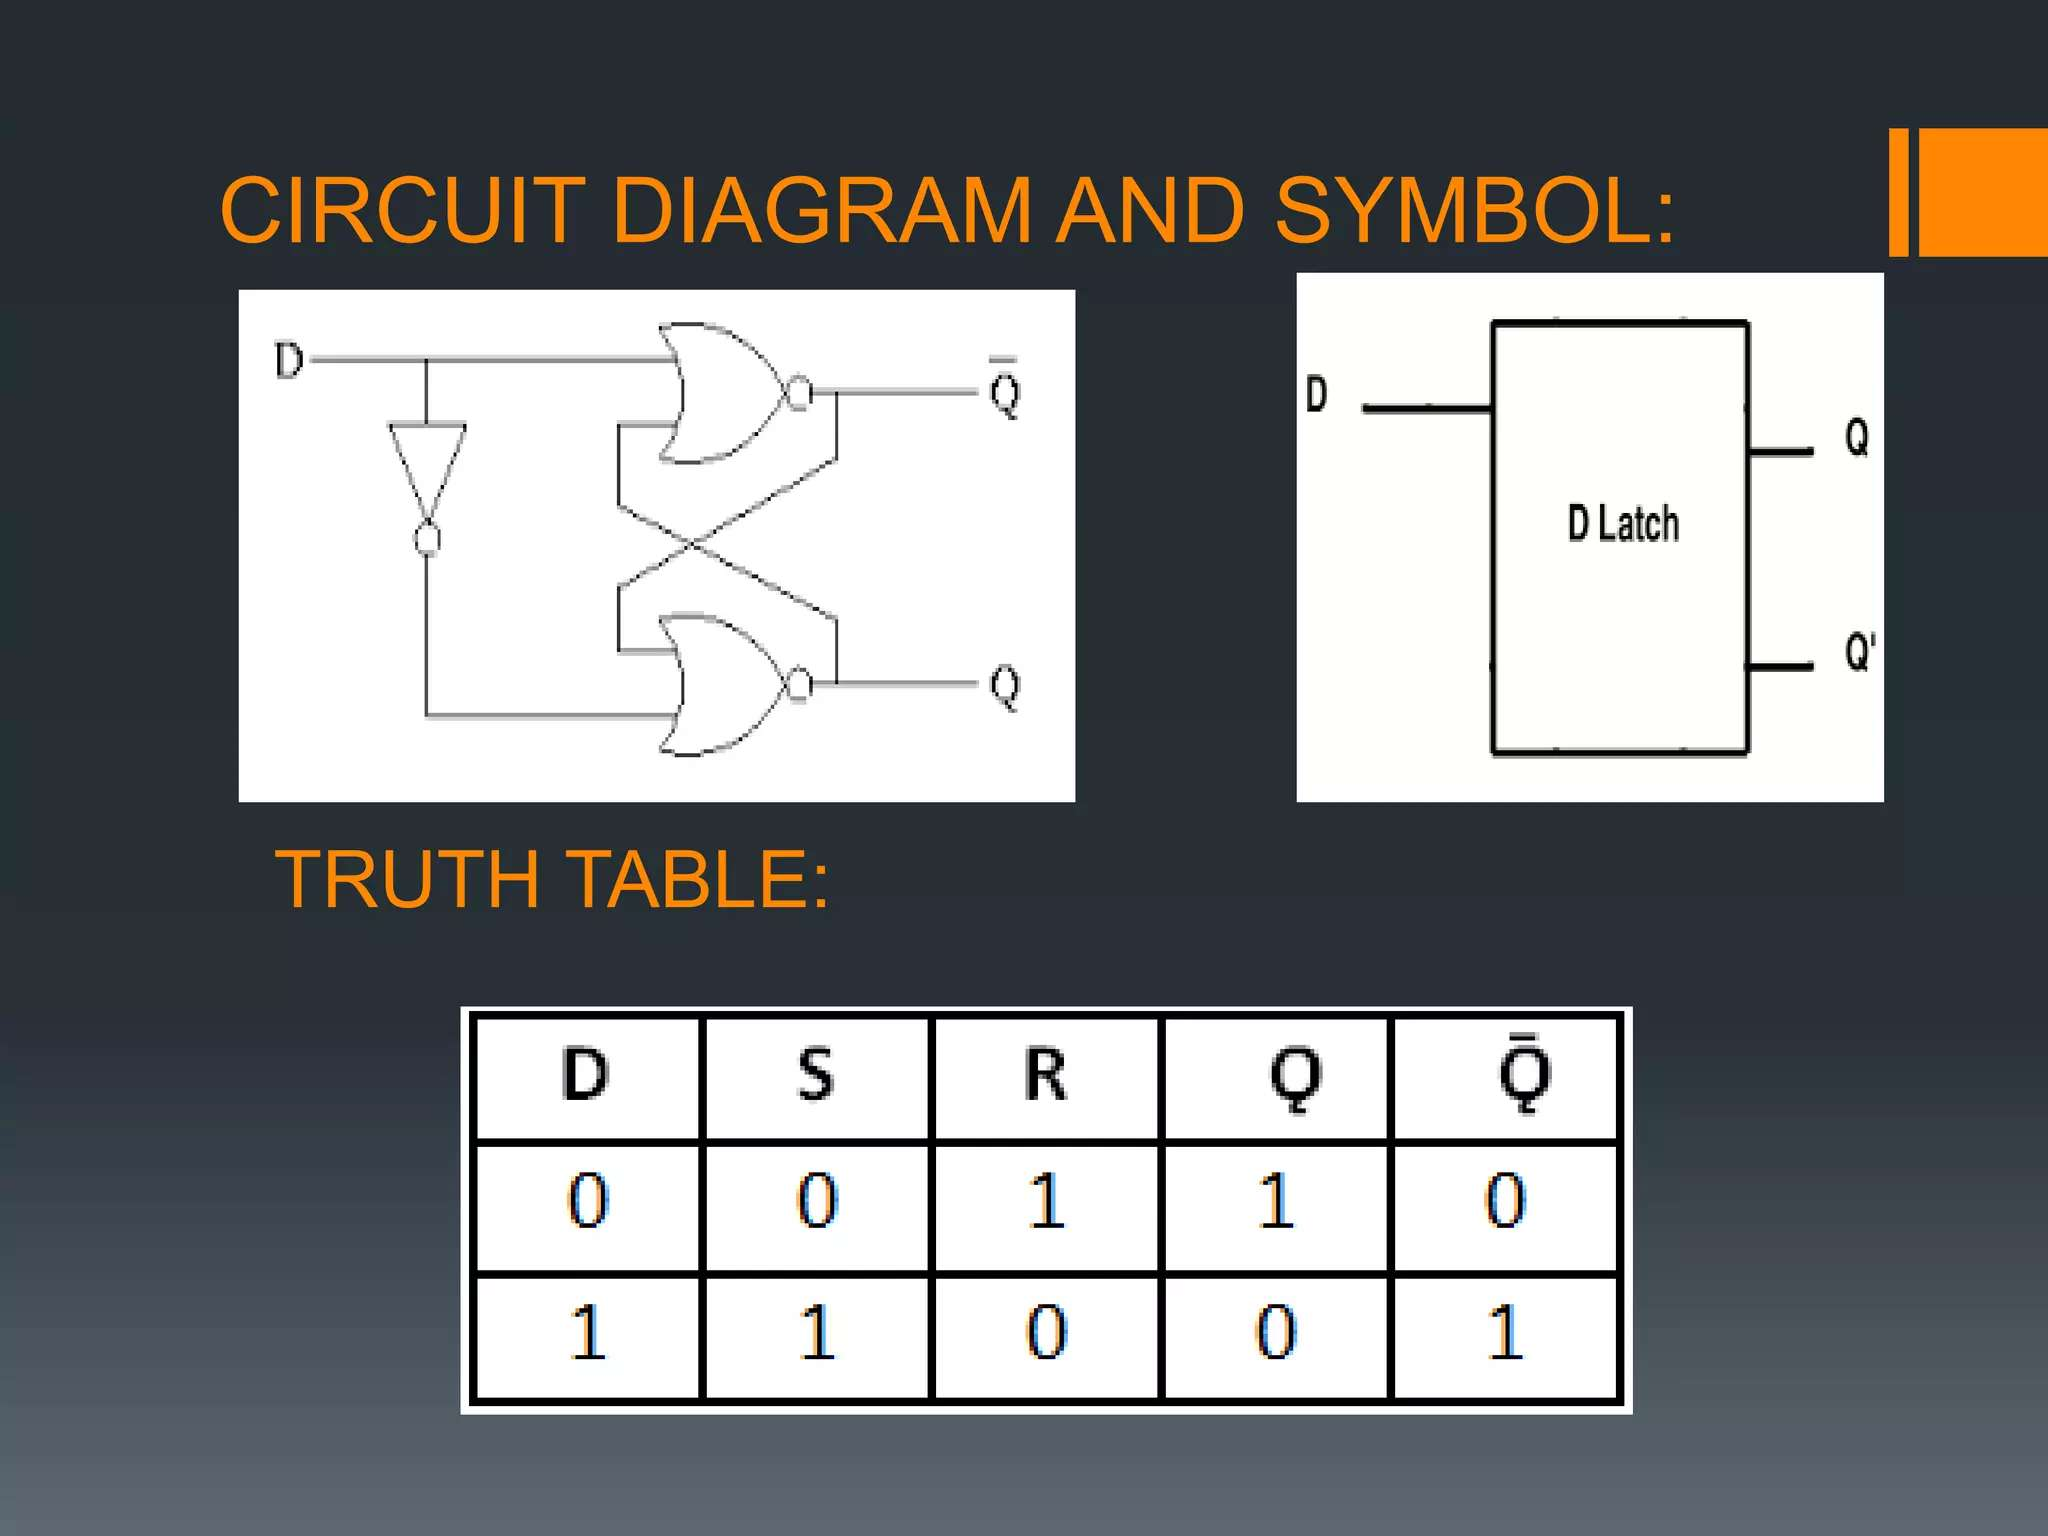 CIRCUIT DIAGRAM AND SYMBOL:
D
Q̅
Q
D
D Latch
Q
Q'
TRUTH TABLE:
D S R Q Q̅
0 0 1 1 0
1 1 0 0 1